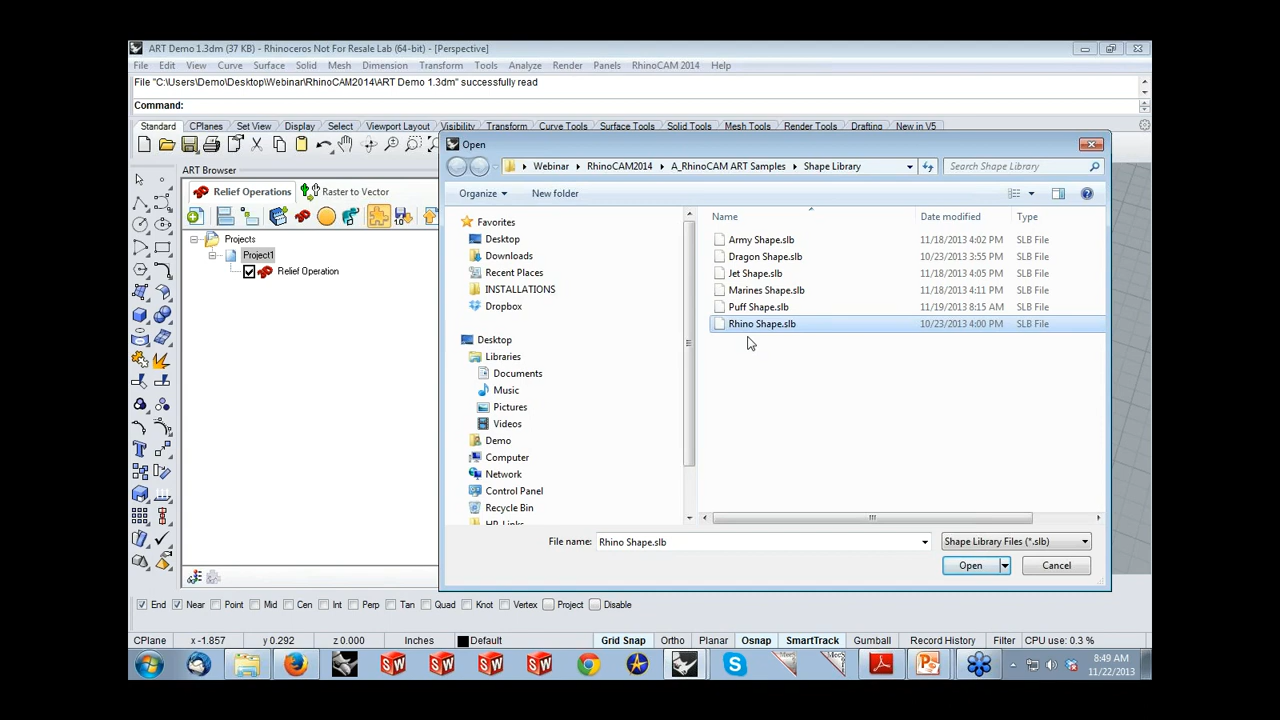 ART Demo 1.3dm (37 KB) - Rhinoceros Not For Resale Lab (64-bit) - [Perspective]
File Edit View Curve Surface Solid Mesh Dimension Transform Tools Analyze Render Panels RhinoCAM 2014 Help
File "C:\Users\Demo\Desktop\Webinar\RhinoCAM2014\ART Demo 1.3dm" successfully read
Command:
Standard CPlanes Set View Display Select Viewport Layout Visibility Transform Curve Tools Surface Tools Solid Tools Mesh Tools Render Tools Drafting New in V5
Open
ART Browser
Webinar RhinoCAM2014 A_RhinoCAM ART Samples Shape Library
Search Shape Library
Relief Operations Raster to Vector
Organize New folder
Projects
Project1
Relief Operation
Favorites
Desktop
Downloads
Recent Places
INSTALLATIONS
Dropbox
Desktop
Libraries
Documents
Music
Pictures
Videos
Demo
Computer
Network
Control Panel
Recycle Bin
Name Date modified Type
Army Shape.slb 11/18/2013 4:02 PM SLB File
Dragon Shape.slb 10/23/2013 3:55 PM SLB File
Jet Shape.slb 11/18/2013 4:05 PM SLB File
Marines Shape.slb 11/18/2013 4:11 PM SLB File
Puff Shape.slb 11/19/2013 8:15 AM SLB File
Rhino Shape.slb 10/23/2013 4:00 PM SLB File
File name: Rhino Shape.slb Shape Library Files (*.slb)
Open Cancel
End Near Point Mid Cen Int Perp Tan Quad Knot Vertex Project Disable
CPlane x -1.857 y 0.292 z 0.000 Inches Default Grid Snap Ortho Planar Osnap SmartTrack Gumball Record History Filter CPU use: 0.3 %
8:49 AM
11/22/2013